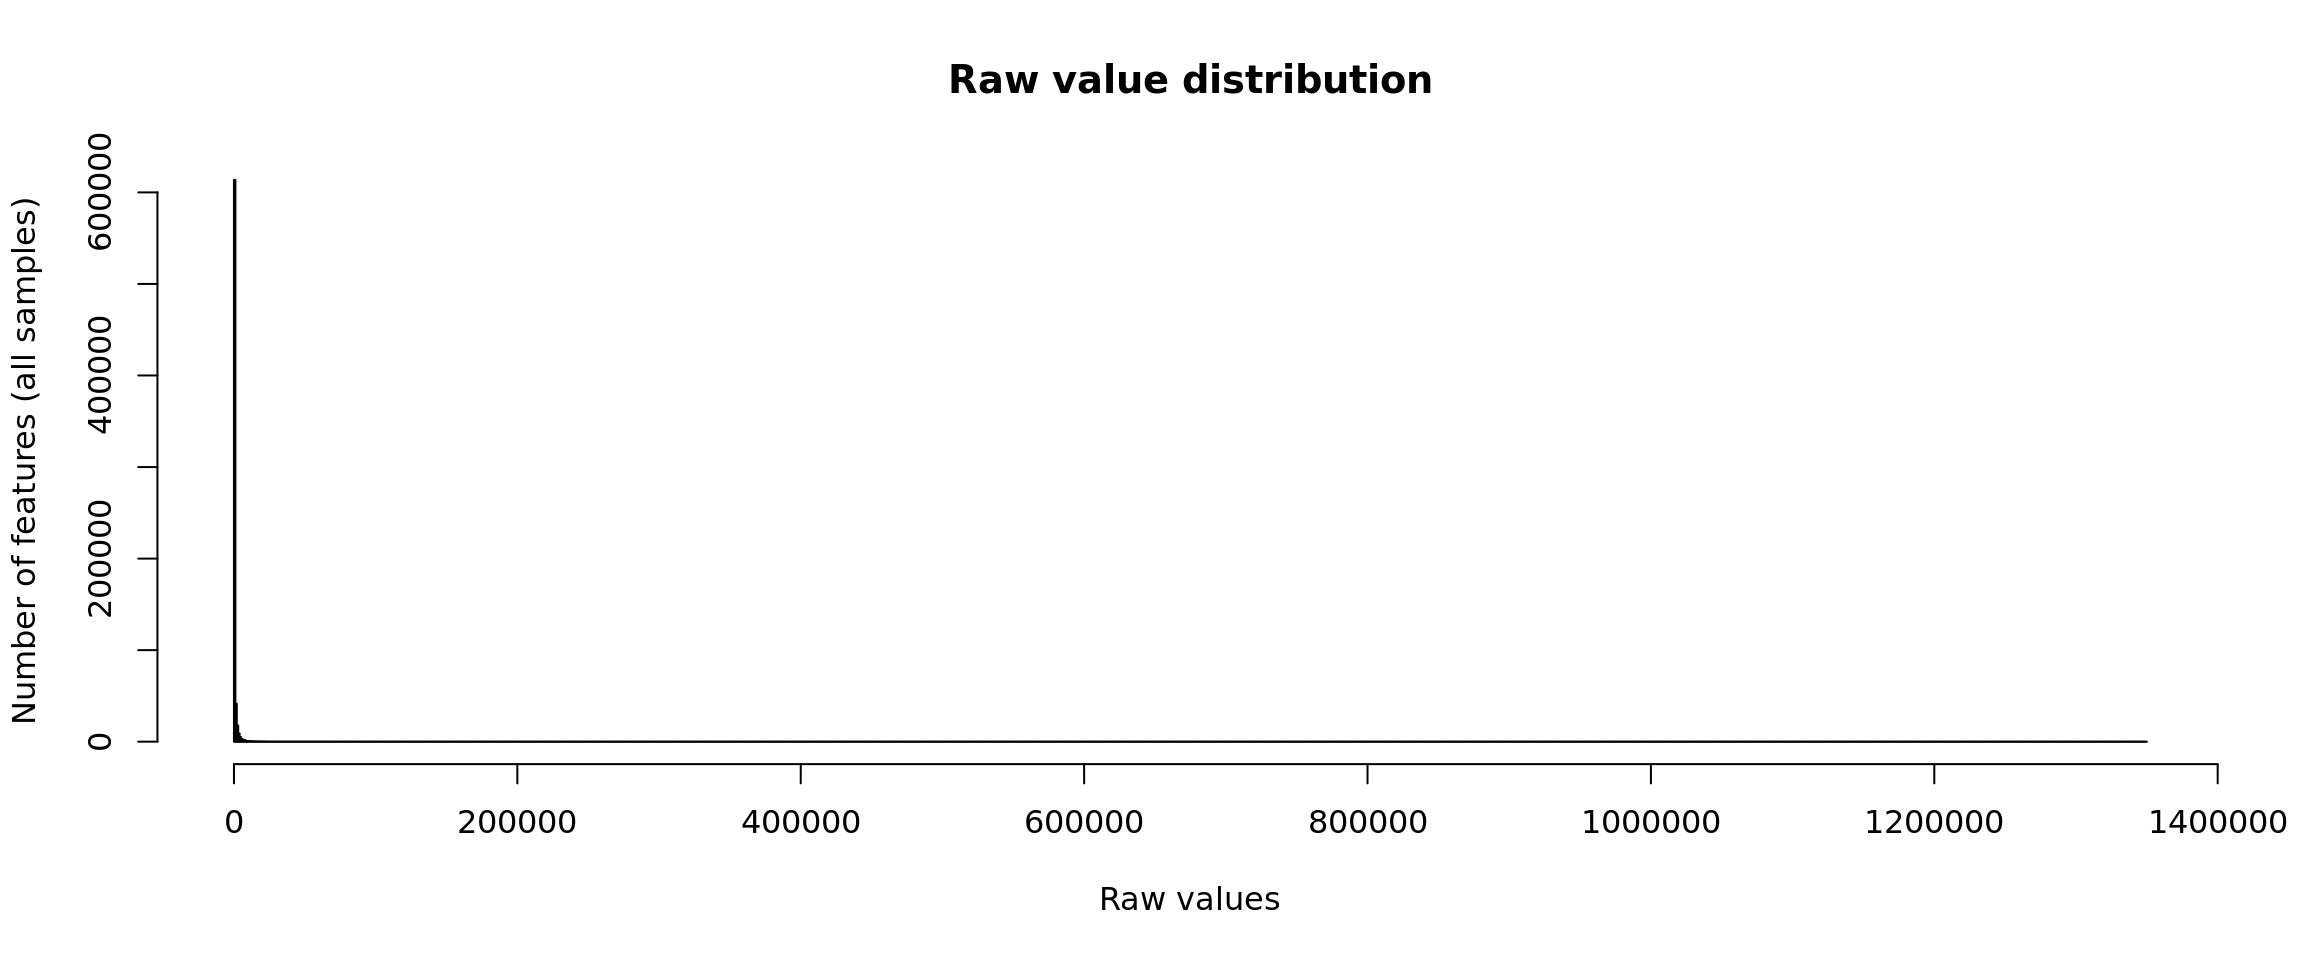 Raw value distribution
Number of features (all samples)
600000
400000
200000
0
0 200000 400000 600000 800000 1000000 1200000 1400000
Raw values